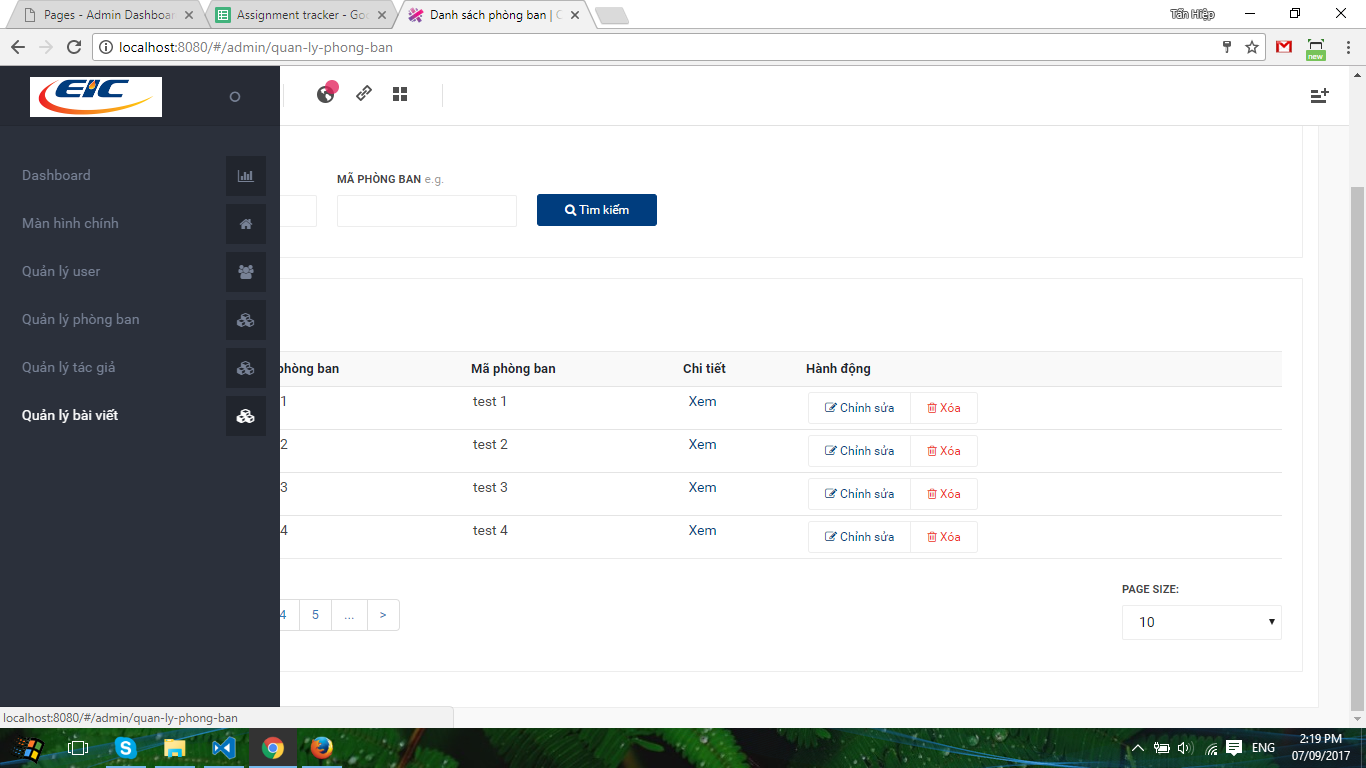 Pages - Admin Dashboar
Assignment tracker - Goo
Danh sách phòng ban | C
Tấn Hiệp
localhost:8080/#/admin/quan-ly-phong-ban
new
EIC
Dashboard
Màn hình chính
Quản lý user
Quản lý phòng ban
Quản lý tác giả
Quản lý bài viết
MÃ PHÒNG BAN e.g.
Tìm kiếm
phòng ban Mã phòng ban Chi tiết Hành động
1 test 1 Xem Chỉnh sửa Xóa
2 test 2 Xem Chỉnh sửa Xóa
3 test 3 Xem Chỉnh sửa Xóa
4 test 4 Xem Chỉnh sửa Xóa
PAGE SIZE:
4 5 ... >
10
localhost:8080/#/admin/quan-ly-phong-ban
ENG
2:19 PM
07/09/2017